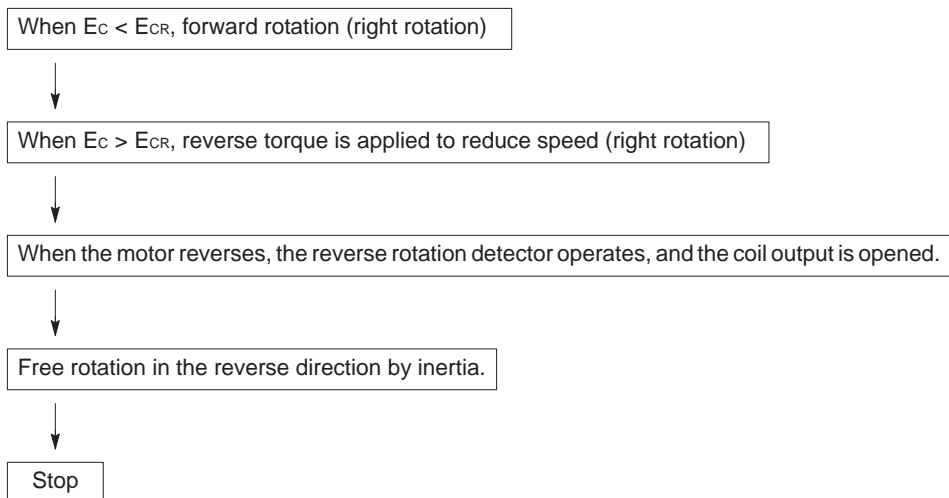 When EC < ECR, forward rotation (right rotation)
When EC > ECR, reverse torque is applied to reduce speed (right rotation)
When the motor reverses, the reverse rotation detector operates, and the coil output is opened.
Free rotation in the reverse direction by inertia.
Stop